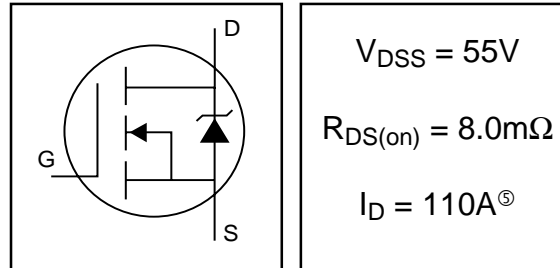 D
G
S
V_DSS = 55V
R_DS(on) = 8.0mΩ
I_D = 110A⑤